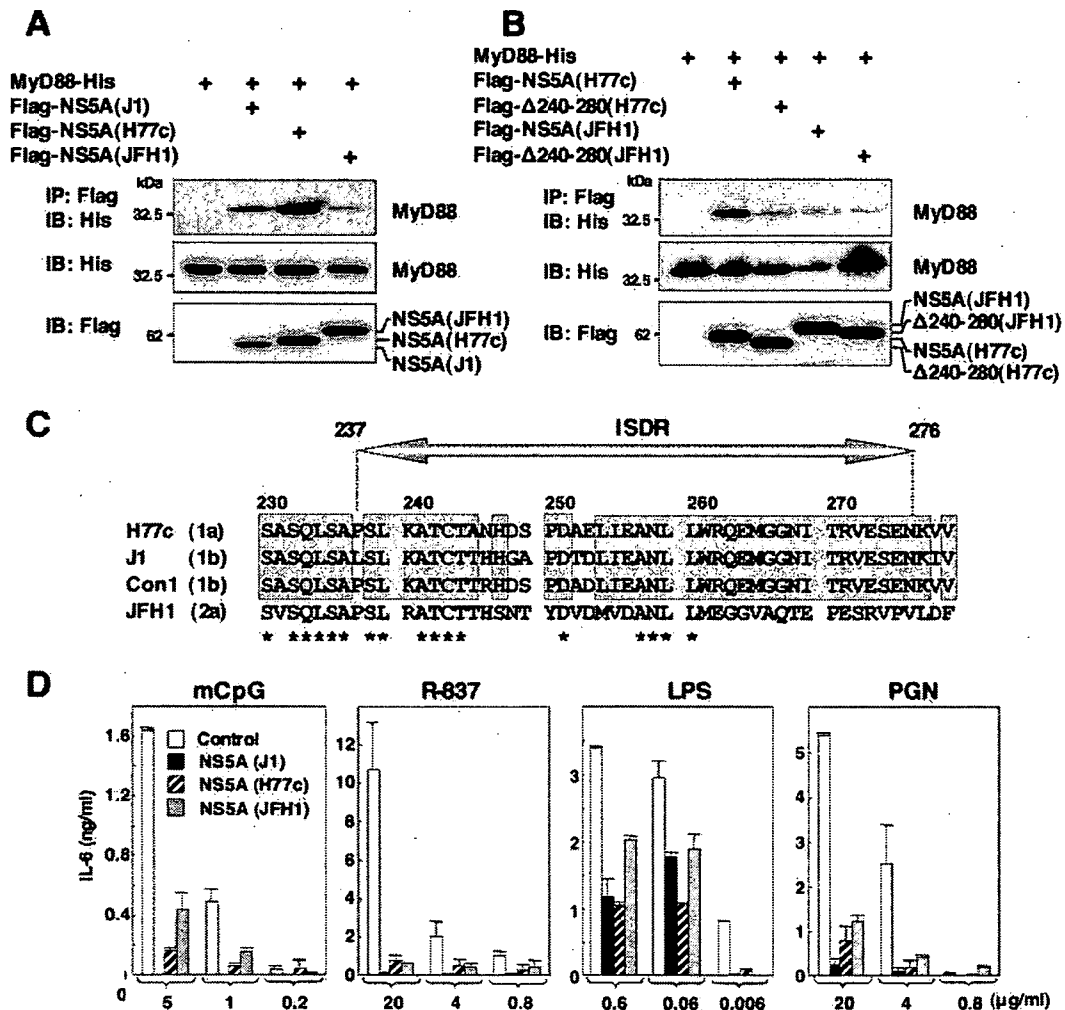 A
MyD88-His + + + +
Flag-NS5A(J1) +
Flag-NS5A(H77c) +
Flag-NS5A(JFH1) +
kDa
IP: Flag
IB: His
32.5
MyD88
IB: His
32.5
MyD88
IB: Flag
62
NS5A(JFH1)
NS5A(H77c)
NS5A(J1)
B
MyD88-His + + + + +
Flag-NS5A(H77c) +
Flag-Δ240-280(H77c) +
Flag-NS5A(JFH1) +
Flag-Δ240-280(JFH1) +
kDa
IP: Flag
IB: His
32.5
MyD88
IB: His
32.5
MyD88
IB: Flag
62
NS5A(JFH1)
Δ240-280(JFH1)
NS5A(H77c)
Δ240-280(H77c)
C
237 ISDR 276
230 240 250 260 270
H77c (1a) SASQLSAPSL KATCTANHDS PDAELIEANL LWRQEMGGNI TRVESENKVV
J1 (1b) SASQLSALSL KATCTTHHGA PDTDLIEANL LWRQEMGGNI TRVESENKIV
Con1 (1b) SASQLSAPSL KATCTTRHDS PDADLIEANL LWRQEMGGNI TRVESENKVV
JFH1 (2a) SVSQLSAPSL RATCTTHSNT YDVDMVDANL LMEGGVAQTE PESRVPVLDF
* ***** ** **** * *** *
D
mCpG
IL-6 (ng/ml)
1.6
1.2
0.8
0.4
0
Control
NS5A (J1)
NS5A (H77c)
NS5A (JFH1)
5 1 0.2
R-837
12
10
8
6
4
2
0
20 4 0.8
LPS
3
2
1
0
0.6 0.06 0.006
PGN
5
4
3
2
1
0
20 4 0.8 (μg/ml)